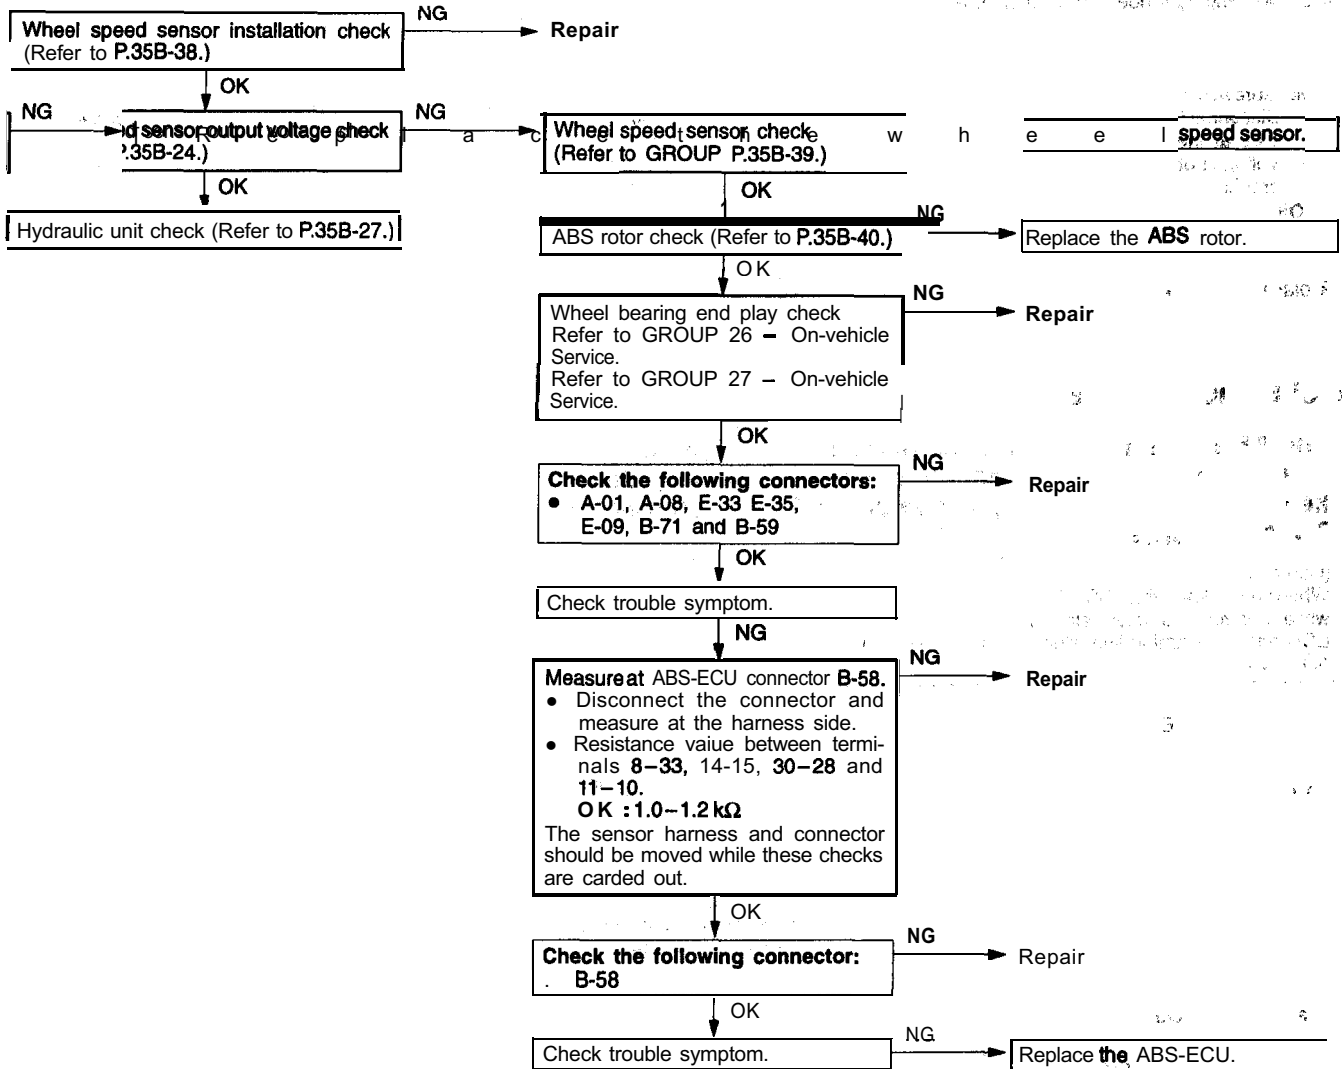 NG
Wheel speed sensor installation check
(Refer to P.35B-38.)
Repair
OK
NG
d sensor output voltage check
P.35B-24.)
NG
Wheel speed sensor check
(Refer to GROUP P.35B-39.)
w h e e l speed sensor.
OK
OK
Hydraulic unit check (Refer to P.35B-27.)
NG
ABS rotor check (Refer to P.35B-40.)
Replace the ABS rotor.
OK
NG
Wheel bearing end play check
Refer to GROUP 26 – On-vehicle
Service.
Refer to GROUP 27 – On-vehicle
Service.
Repair
OK
NG
Check the following connectors:
● A-01, A-08, E-33 E-35,
E-09, B-71 and B-59
Repair
OK
Check trouble symptom.
NG
NG
Measure at ABS-ECU connector B-58.
● Disconnect the connector and
measure at the harness side.
● Resistance vaiue between termi-
nals 8–33, 14-15, 30–28 and
11–10.
OK : 1.0–1.2 kΩ
The sensor harness and connector
should be moved while these checks
are carded out.
Repair
OK
NG
Check the following connector:
. B-58
Repair
OK
NG
Check trouble symptom.
Replace the ABS-ECU.